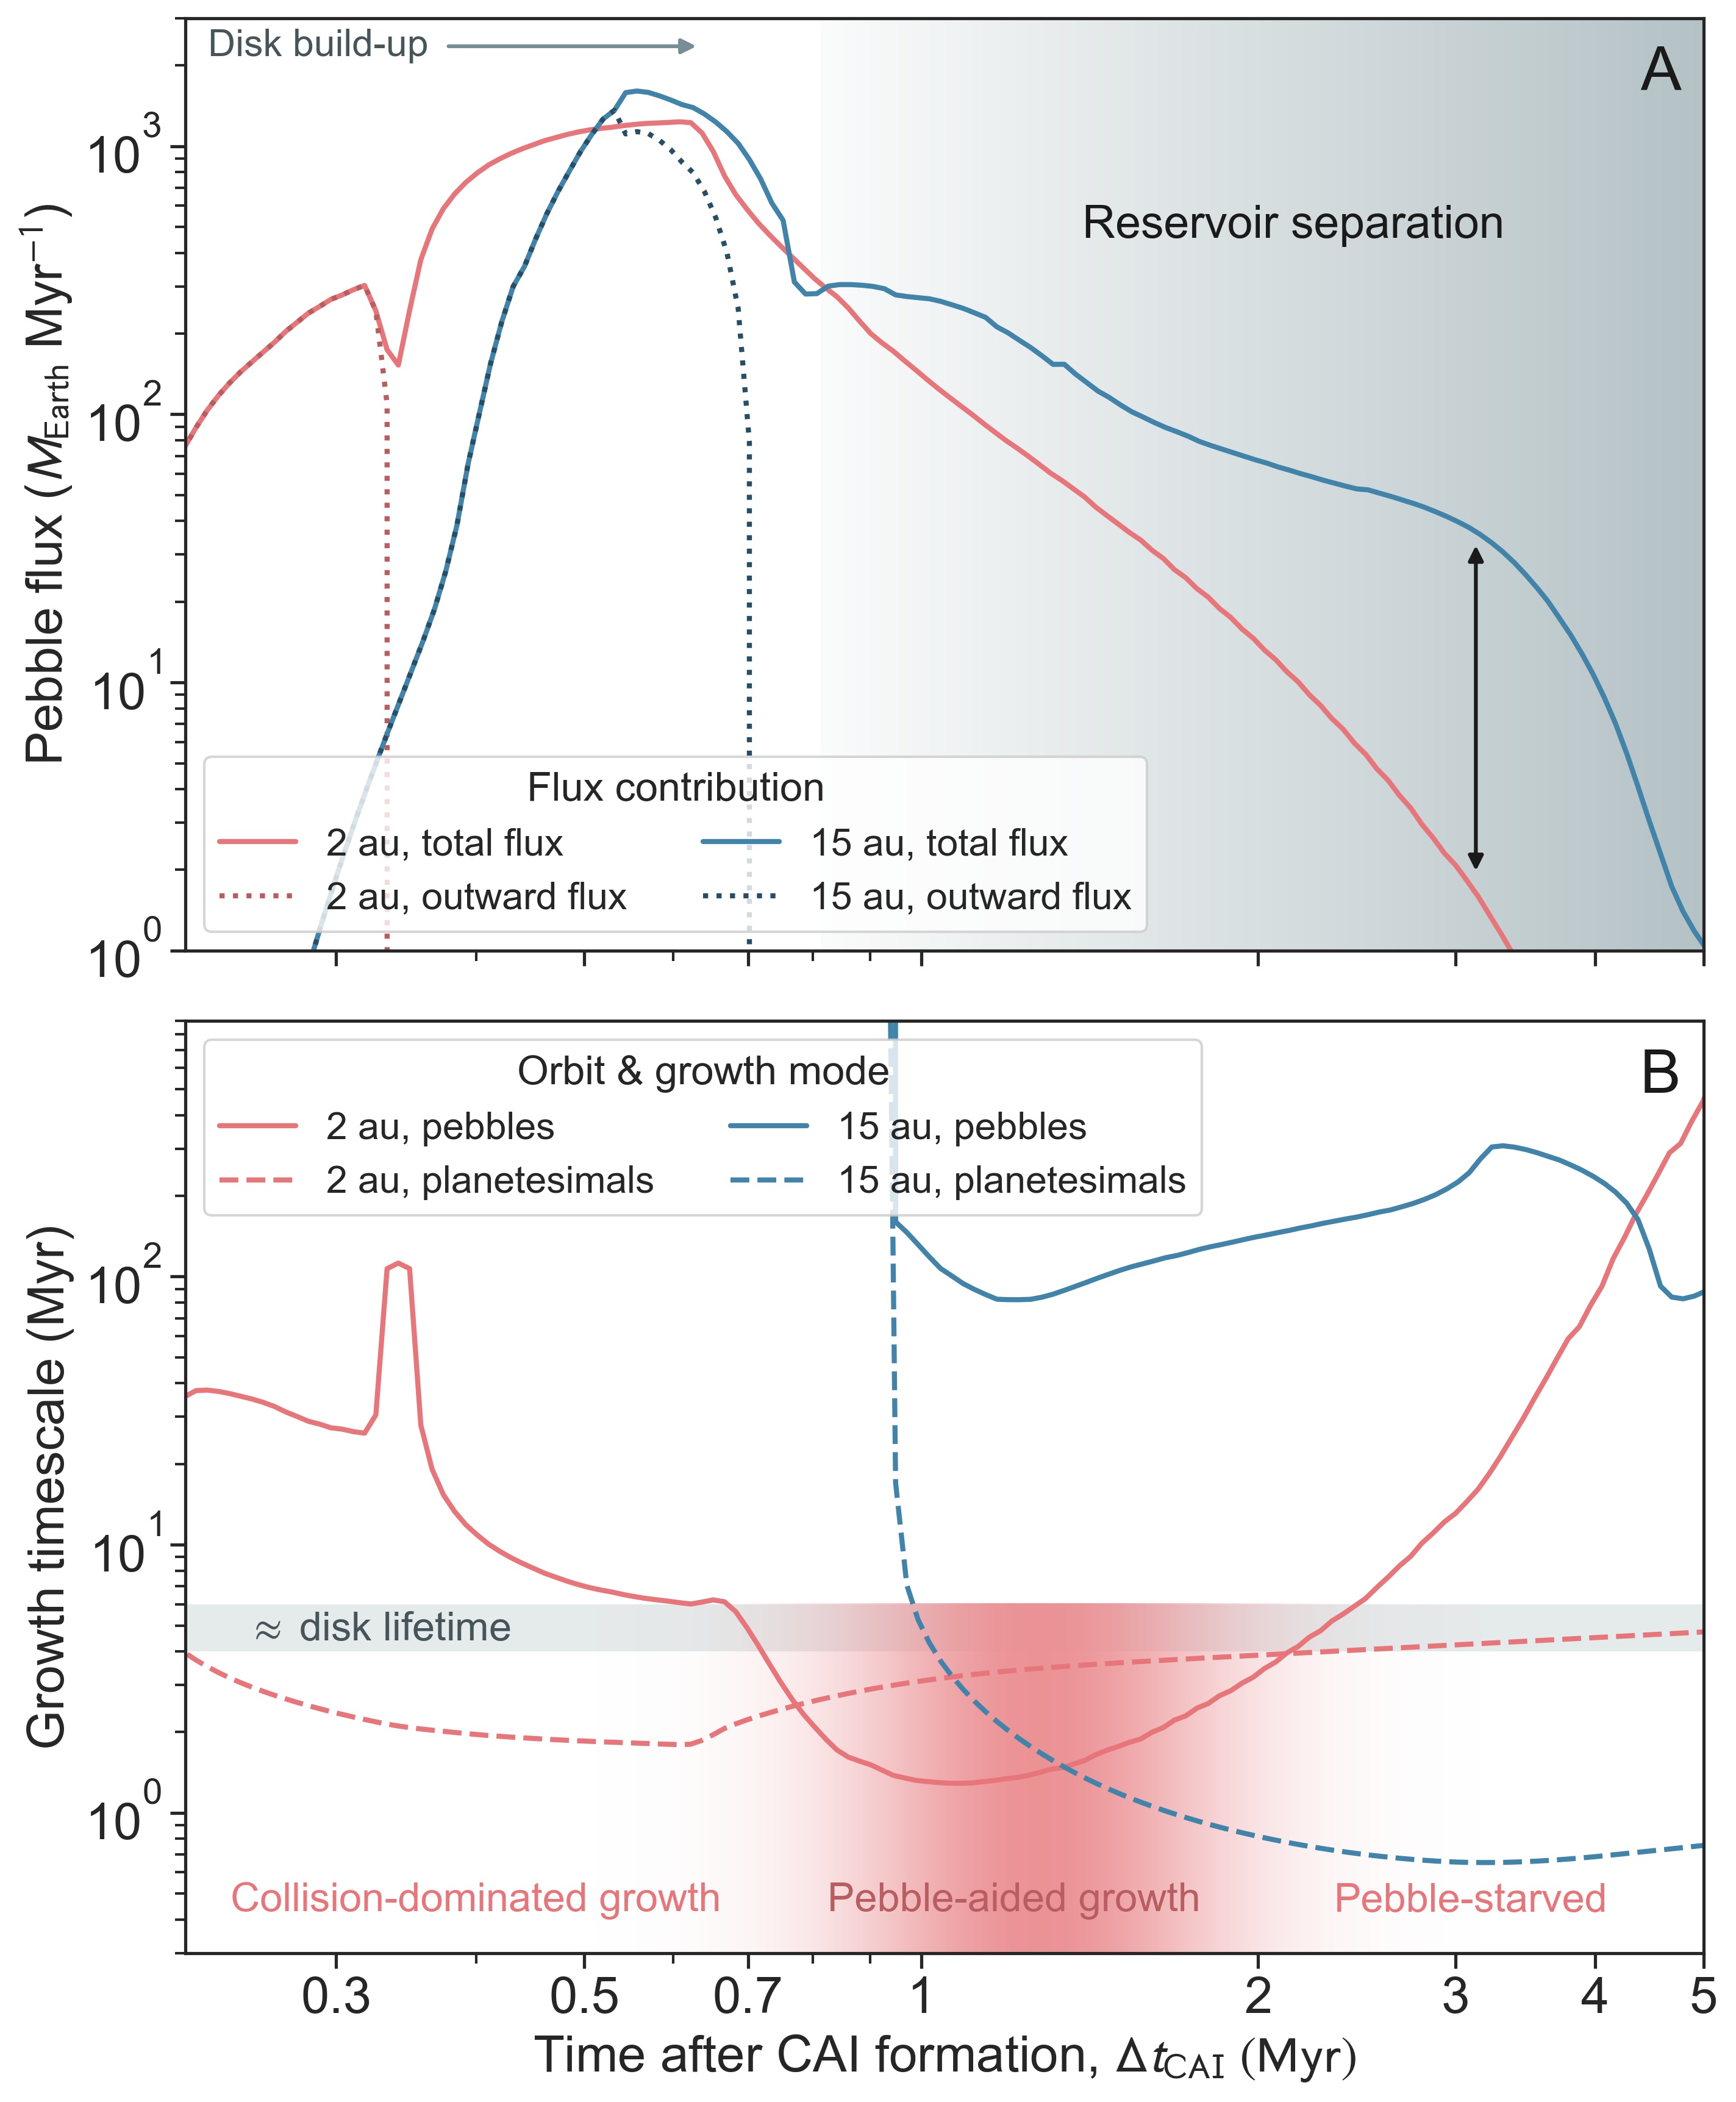 Disk build-up
A
Reservoir separation
Pebble flux (M_Earth Myr⁻¹)
10³
10²
10¹
10⁰
Flux contribution
2 au, total flux
15 au, total flux
2 au, outward flux
15 au, outward flux
B
Orbit & growth mode
2 au, pebbles
15 au, pebbles
2 au, planetesimals
15 au, planetesimals
Growth timescale (Myr)
10²
10¹
10⁰
≈ disk lifetime
Collision-dominated growth
Pebble-aided growth
Pebble-starved
0.3 0.5 0.7 1 2 3 4 5
Time after CAI formation, Δt_CAI (Myr)